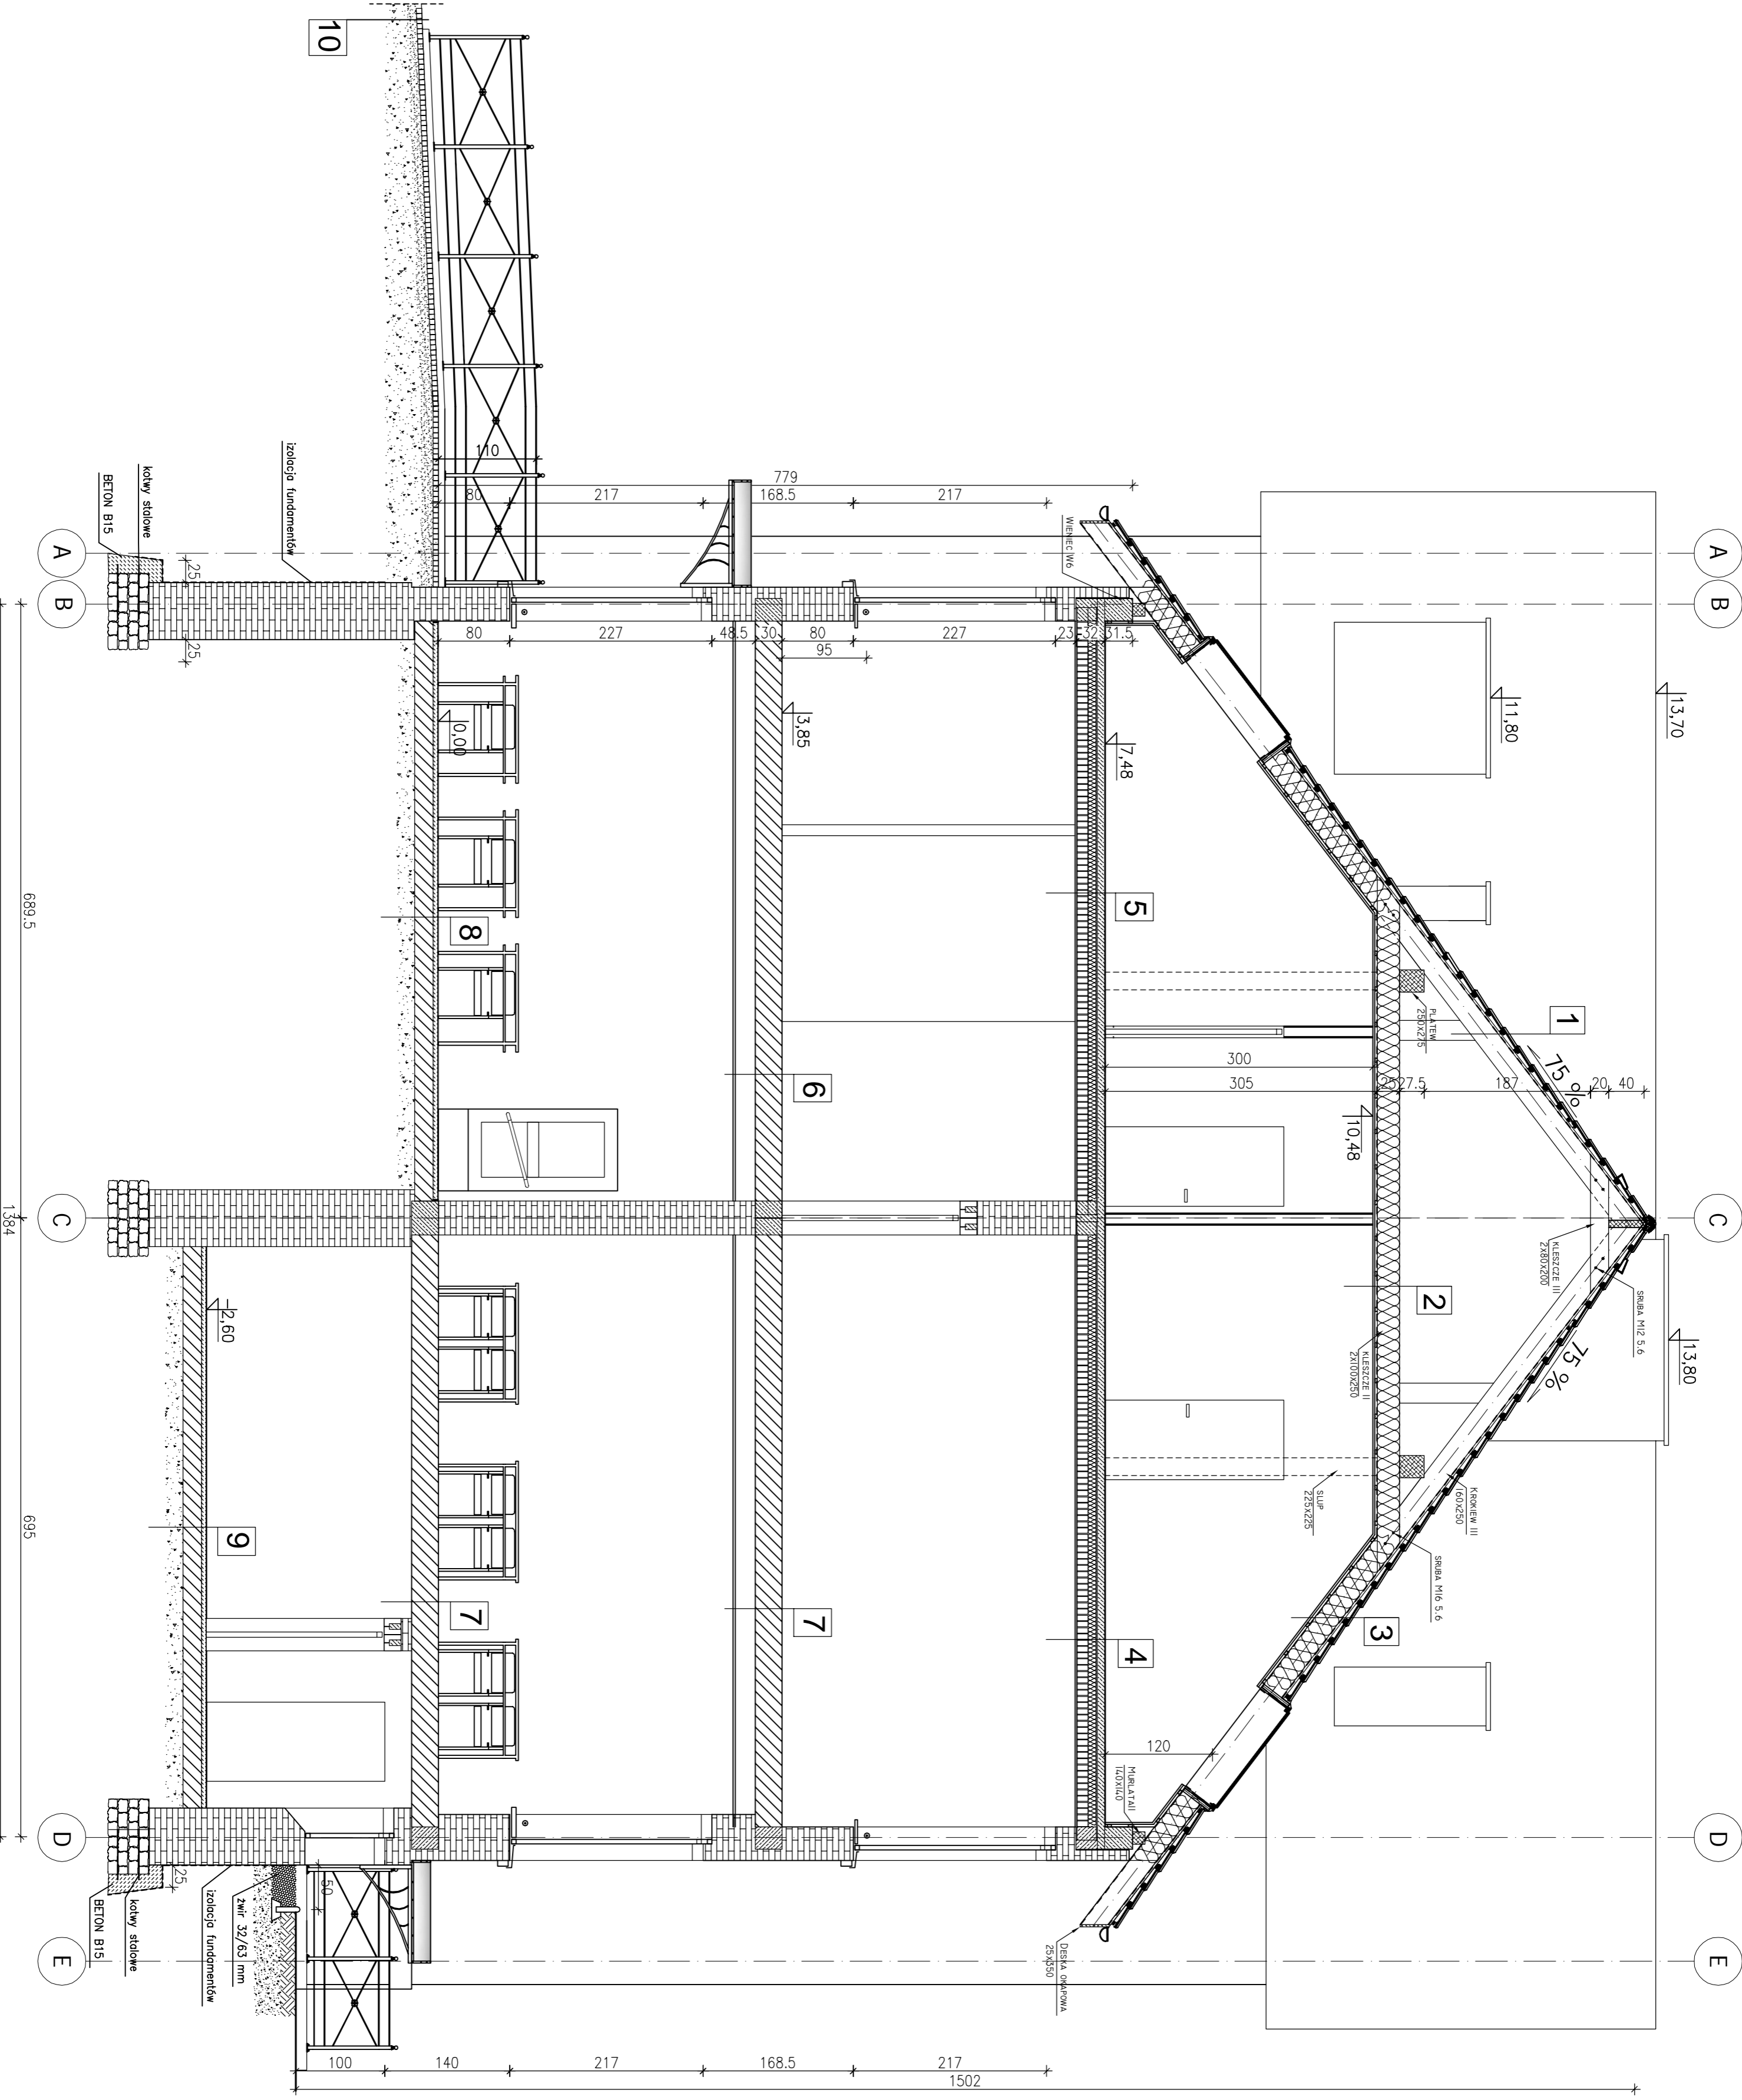 A
B
C
D
E
13,70
11,80
13,80
1
75 %
75 %
KLESZCZE III
2x80x200
SRUBA M12 5.6
PLATEW
250x275
187
20
40
25
27.5
10,48
2
KLESZCZE II
2x100x250
KROKIEW III
160x250
SRUBA M16 5.6
3
SLUP
225x225
300
305
120
MURLATAII
140x140
DESKA OKAPOWA
25x350
WIENIEC W6
7,48
5
4
779
217
168.5
217
80
110
31.5
32
23
227
80
30
48.5
227
80
95
3,85
6
7
0,00
8
7
-2,60
9
10
izolacja fundamentów
kotwy stalowe
BETON B15
25
25
25
50
żwir 32/63 mm
izolacja fundamentów
kotwy stalowe
BETON B15
100
140
217
168.5
217
1502
A
B
C
D
E
689.5
695
1384